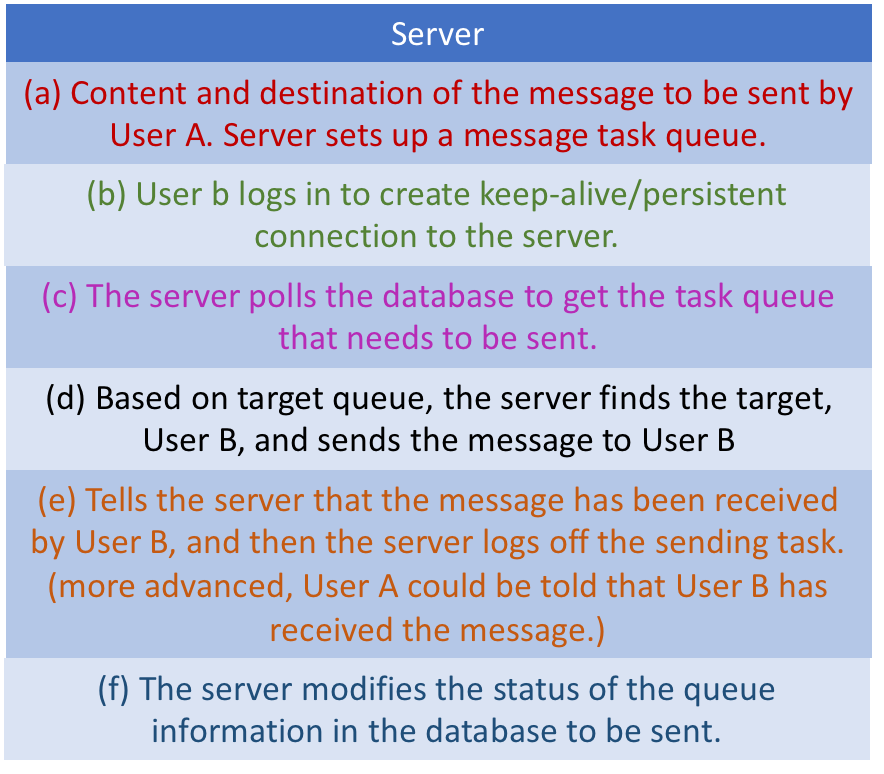 Server
(a) Content and destination of the message to be sent by
User A. Server sets up a message task queue.
(b) User b logs in to create keep-alive/persistent
connection to the server.
(c) The server polls the database to get the task queue
that needs to be sent.
(d) Based on target queue, the server finds the target,
User B, and sends the message to User B
(e) Tells the server that the message has been received
by User B, and then the server logs off the sending task.
(more advanced, User A could be told that User B has
received the message.)
(f) The server modifies the status of the queue
information in the database to be sent.